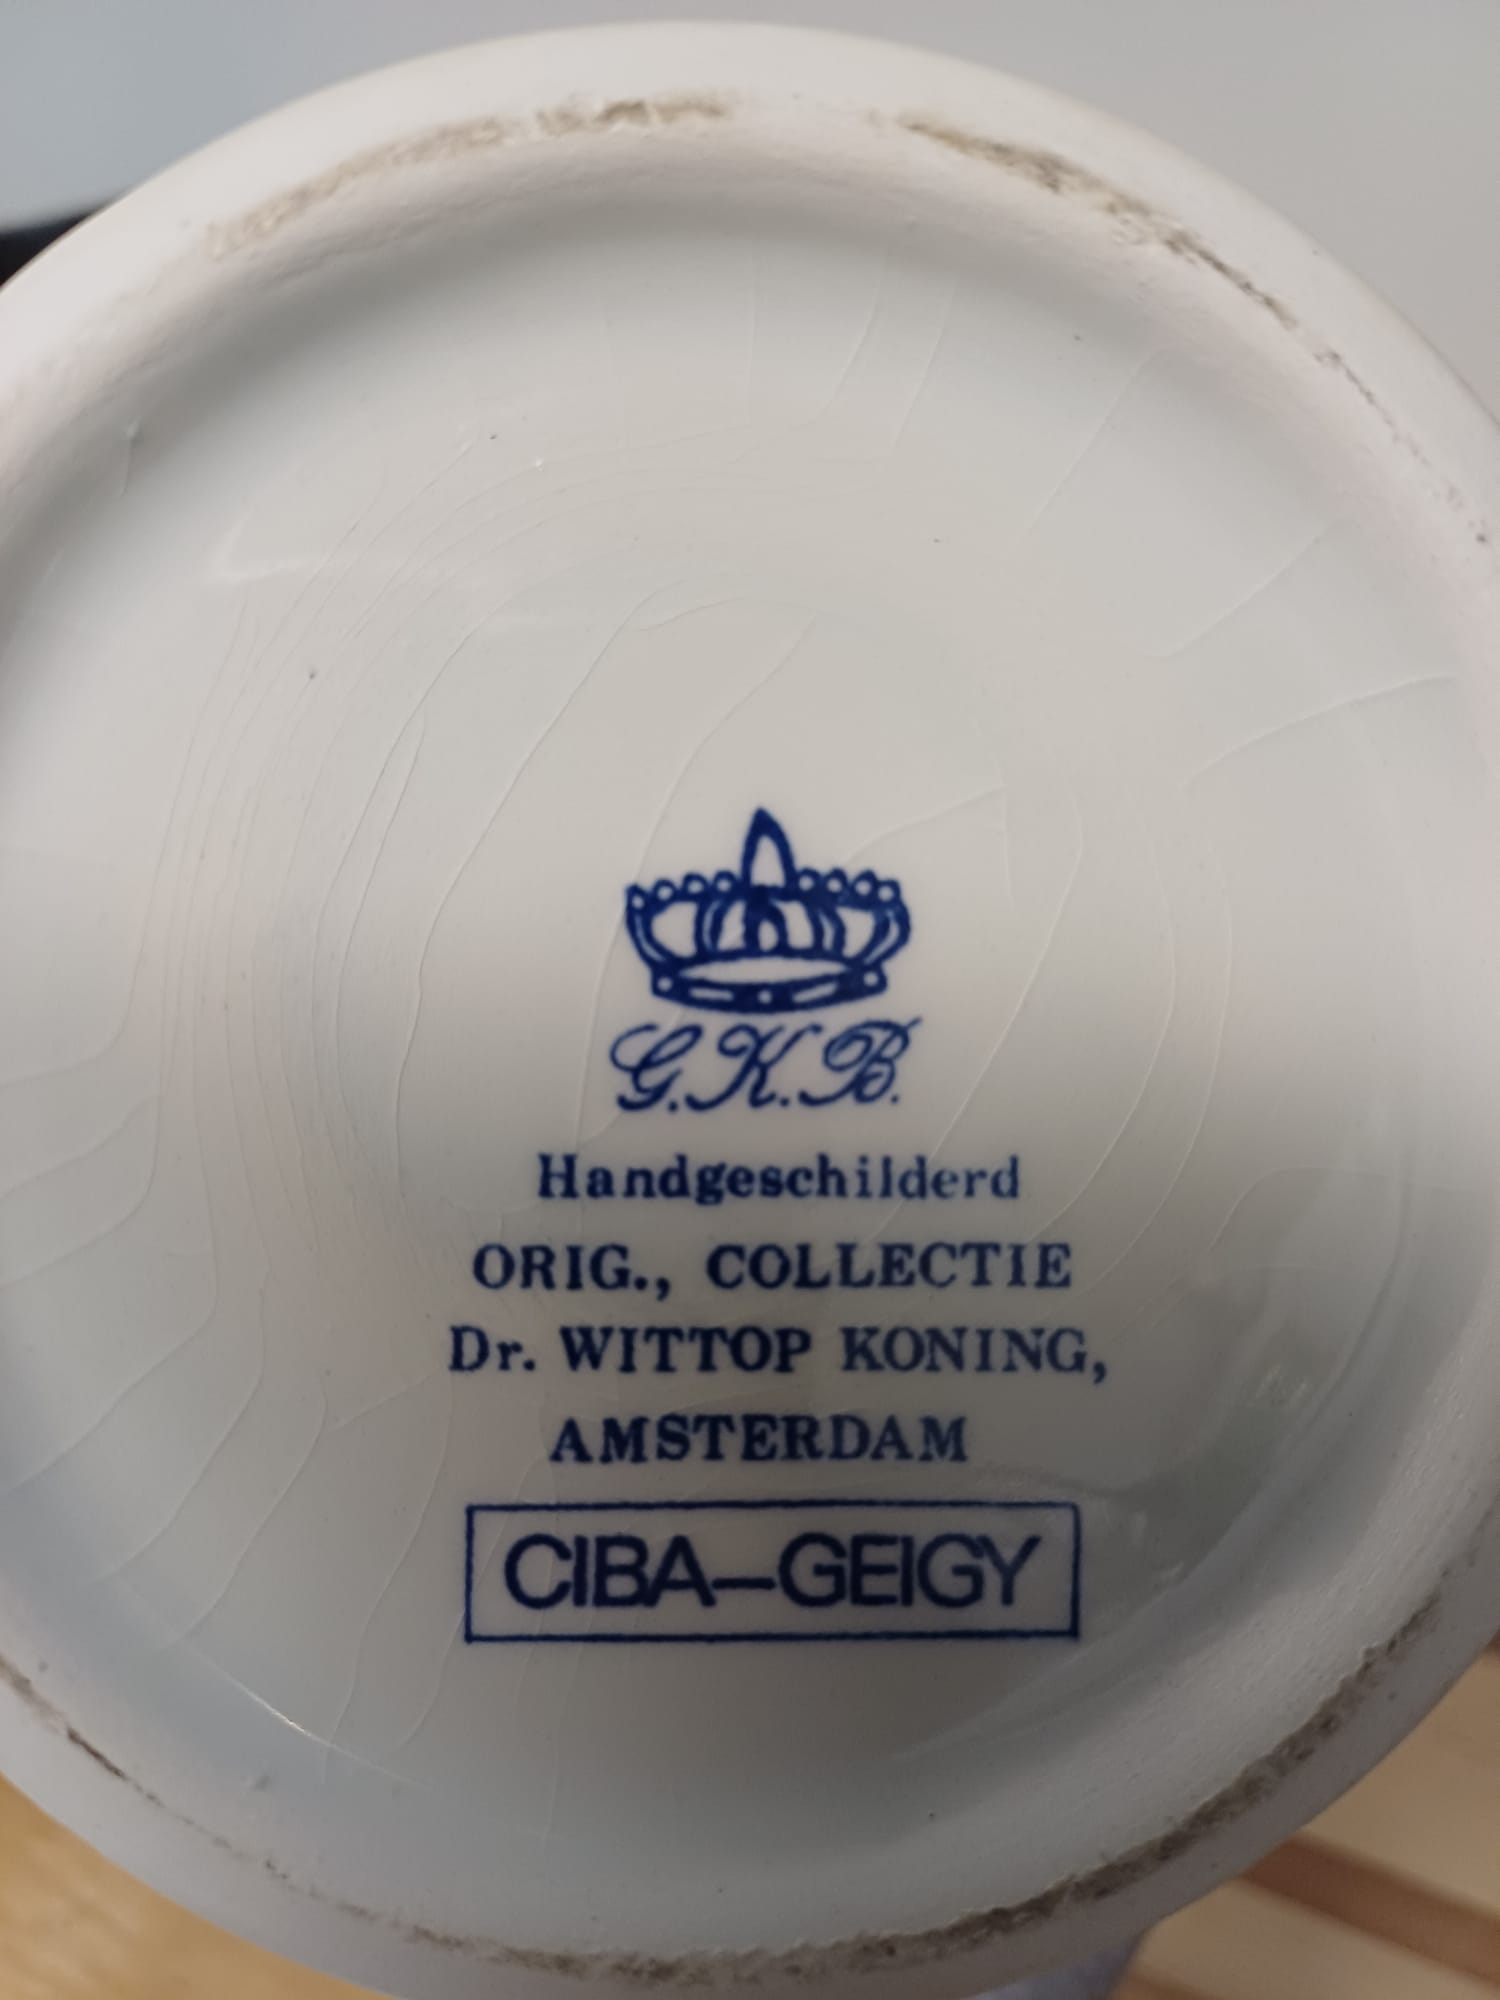 G.K.B.
Handgeschilderd
ORIG., COLLECTIE
Dr. WITTOP KONING,
AMSTERDAM
CIBA–GEIGY